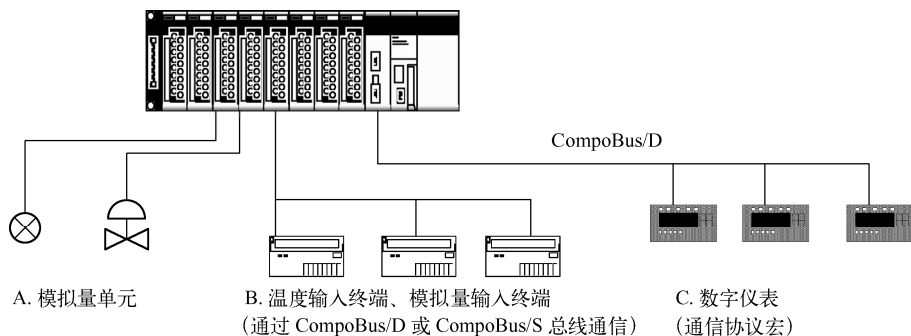 CompoBus/D
A. 模拟量单元
B. 温度输入终端、模拟量输入终端
（通过 CompoBus/D 或 CompoBus/S 总线通信）
C. 数字仪表
（通信协议宏）